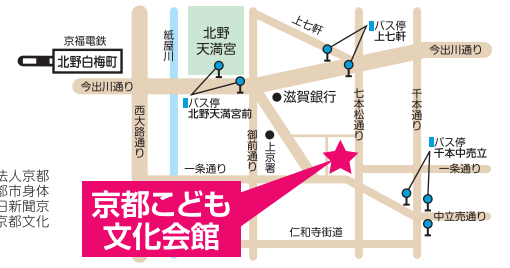 京福電鉄
北野白梅町
今出川通り
紙屋川
北野
天満宮
上七軒
バス停
上七軒
今出川通り
バス停
北野天満宮前
滋賀銀行
西大路通り
御前通り
上京署
七本松通り
千本通り
バス停
千本中売立
一条通り
一条通り
中立売通り
仁和寺街道
京都こども
文化会館
法人京都
都市身体
日新聞京
京都文化